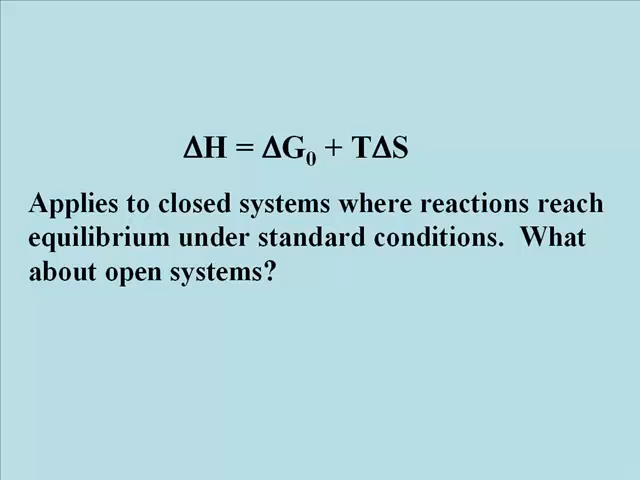 ΔH = ΔG₀ + TΔS
Applies to closed systems where reactions reach
equilibrium under standard conditions.  What
about open systems?